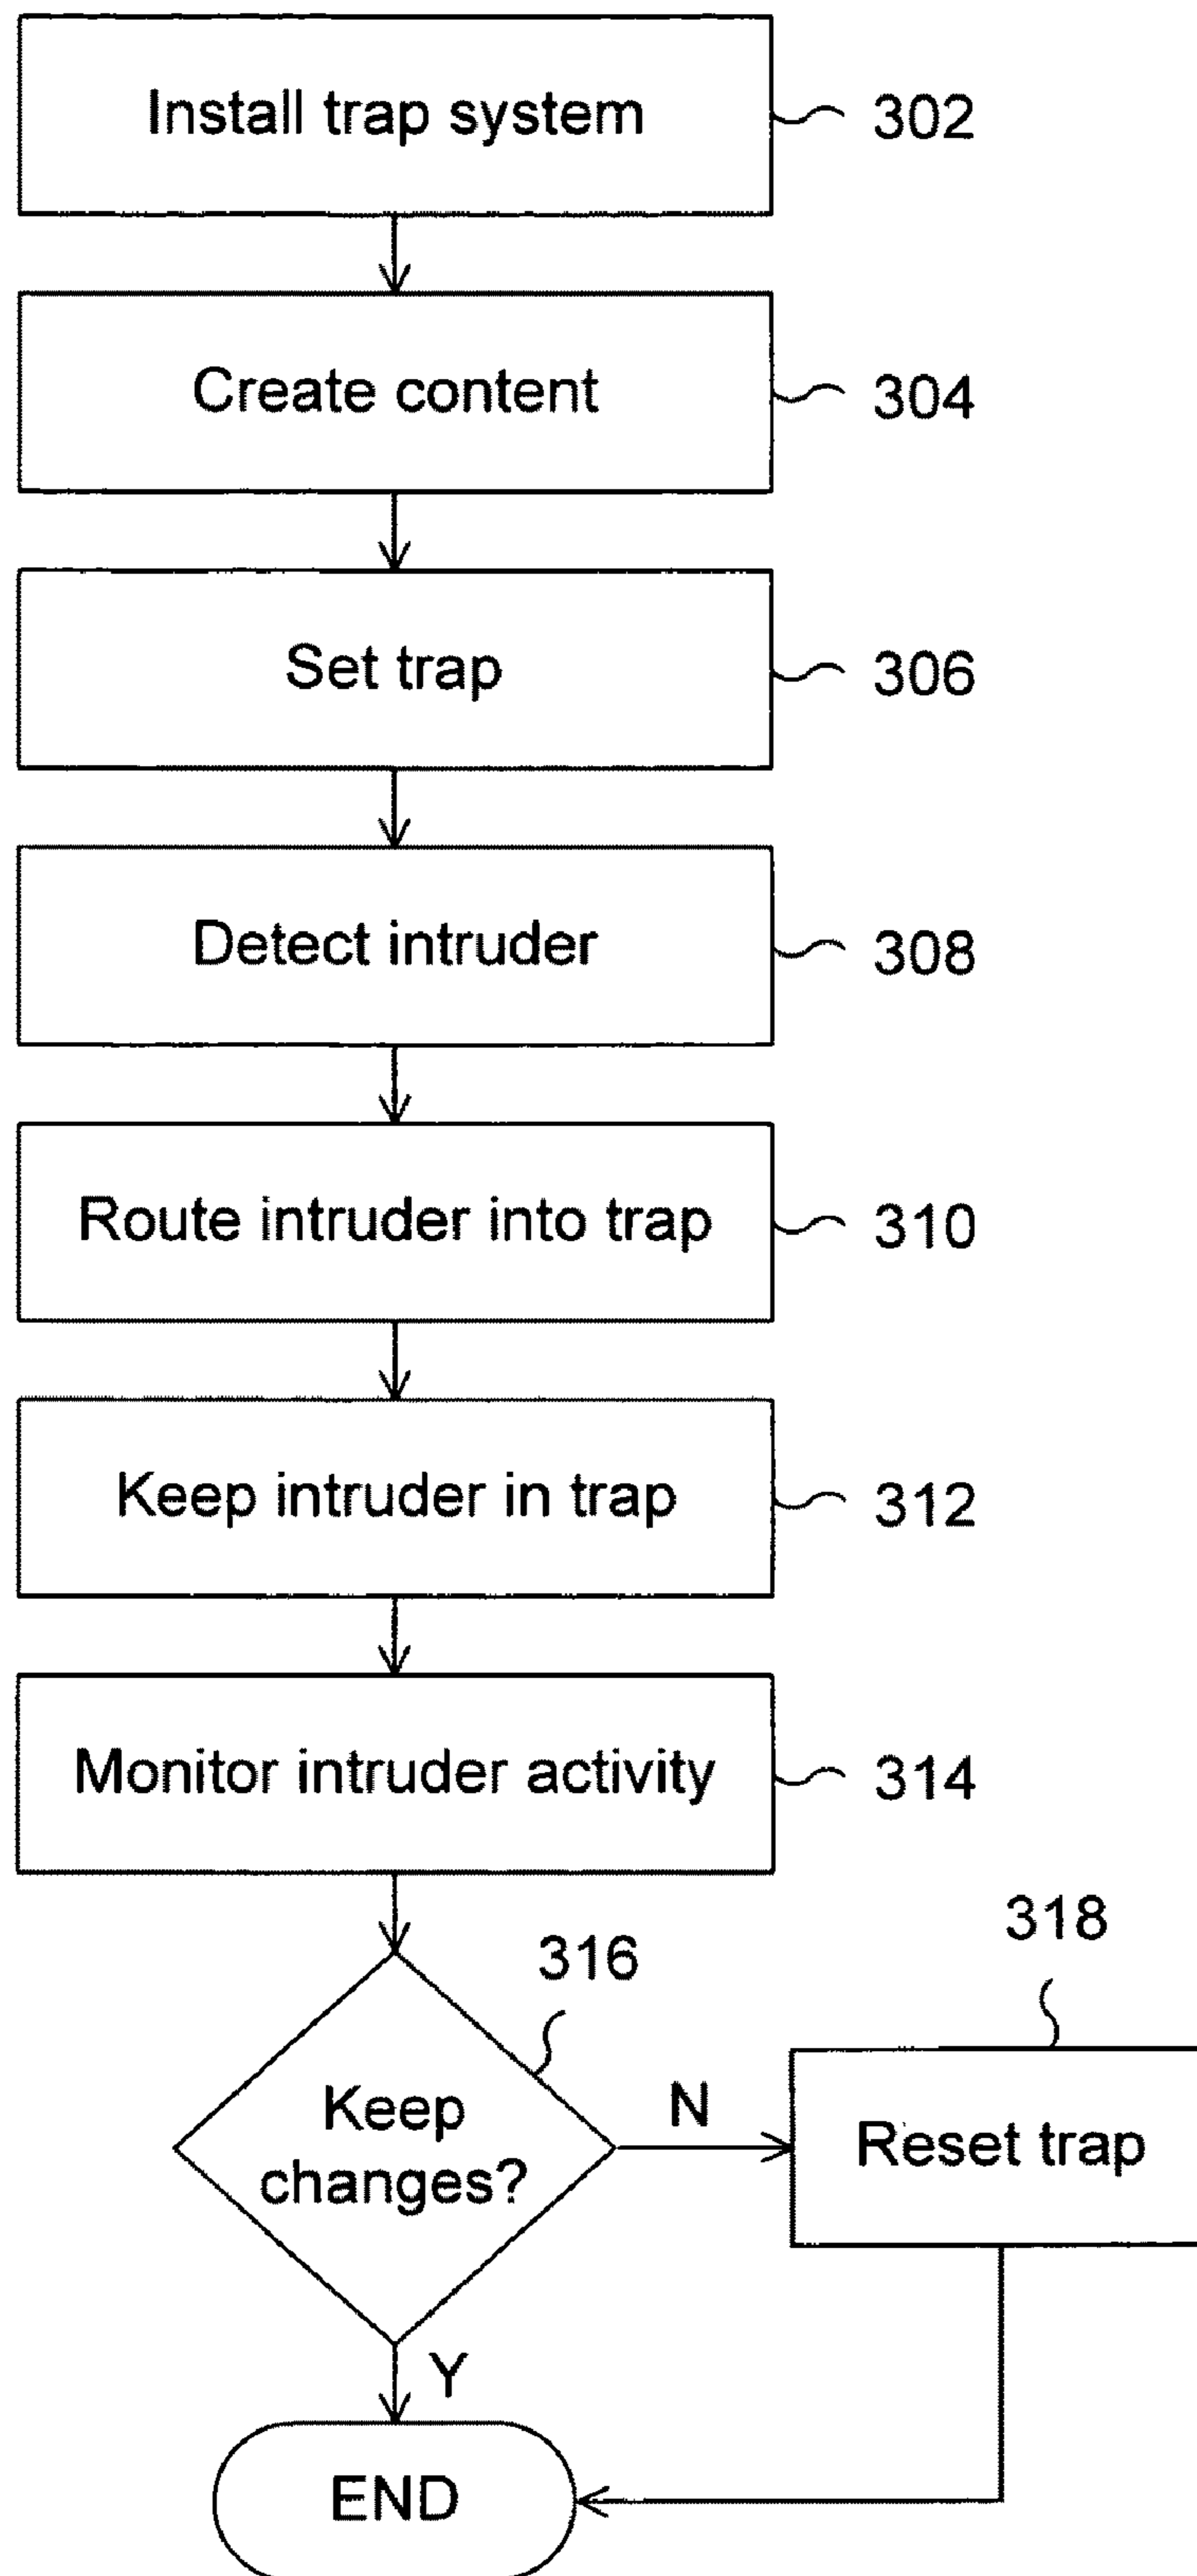 Install trap system
302
Create content
304
Set trap
306
Detect intruder
308
Route intruder into trap
310
Keep intruder in trap
312
Monitor intruder activity
314
316
318
Keep
changes?
N
Reset trap
Y
END